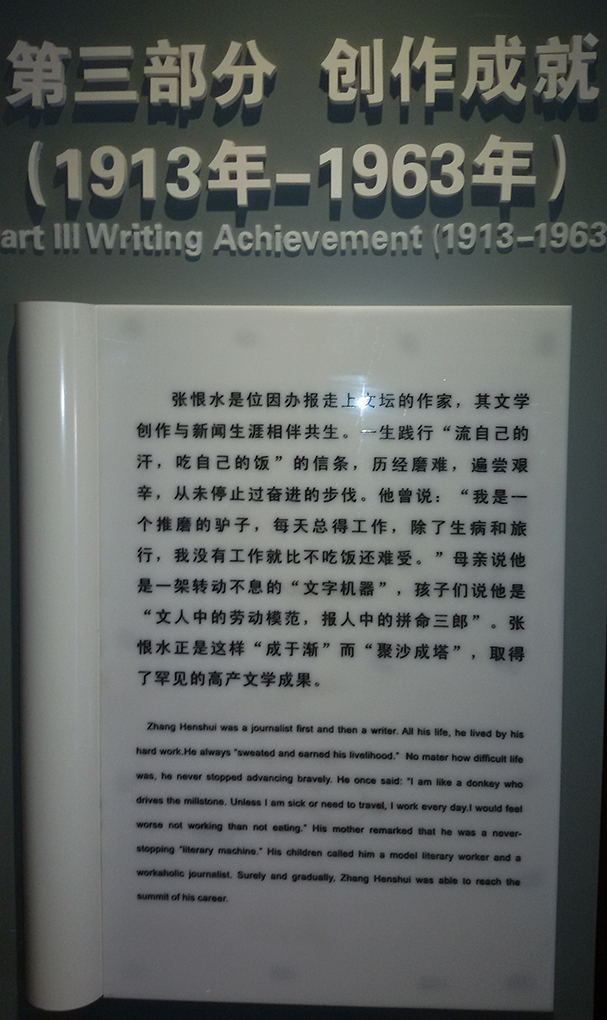 第三部分 创作成就
（1913年–1963年）
art III Writing Achievement (1913–1963
张恨水是位因办报走上文坛的作家，其文学
创作与新闻生涯相伴共生。一生践行“流自己的
汗，吃自己的饭”的信条，历经磨难，遍尝艰
辛，从未停止过奋进的步伐。他曾说：“我是一
个推磨的驴子，每天总得工作，除了生病和旅
行，我没有工作就比不吃饭还难受。”母亲说他
是一架转动不息的“文字机器”，孩子们说他是
“文人中的劳动模范，报人中的拼命三郎”。张
恨水正是这样“成于渐”而“聚沙成塔”，取得
了罕见的高产文学成果。
Zhang Henshui was a journalist first and then a writer. All his life, he lived by his
hard work.He always "sweated and earned his livelihood." No mater how difficult life
was, he never stopped advancing bravely. He once said: "I am like a donkey who
drives the millstone. Unless I am sick or need to travel, I work every day.I would feel
worse not working than not eating." His mother remarked that he was a never-
stopping "literary machine." His children called him a model literary worker and a
workaholic journalist. Surely and gradually, Zhang Henshui was able to reach the
summit of his career.